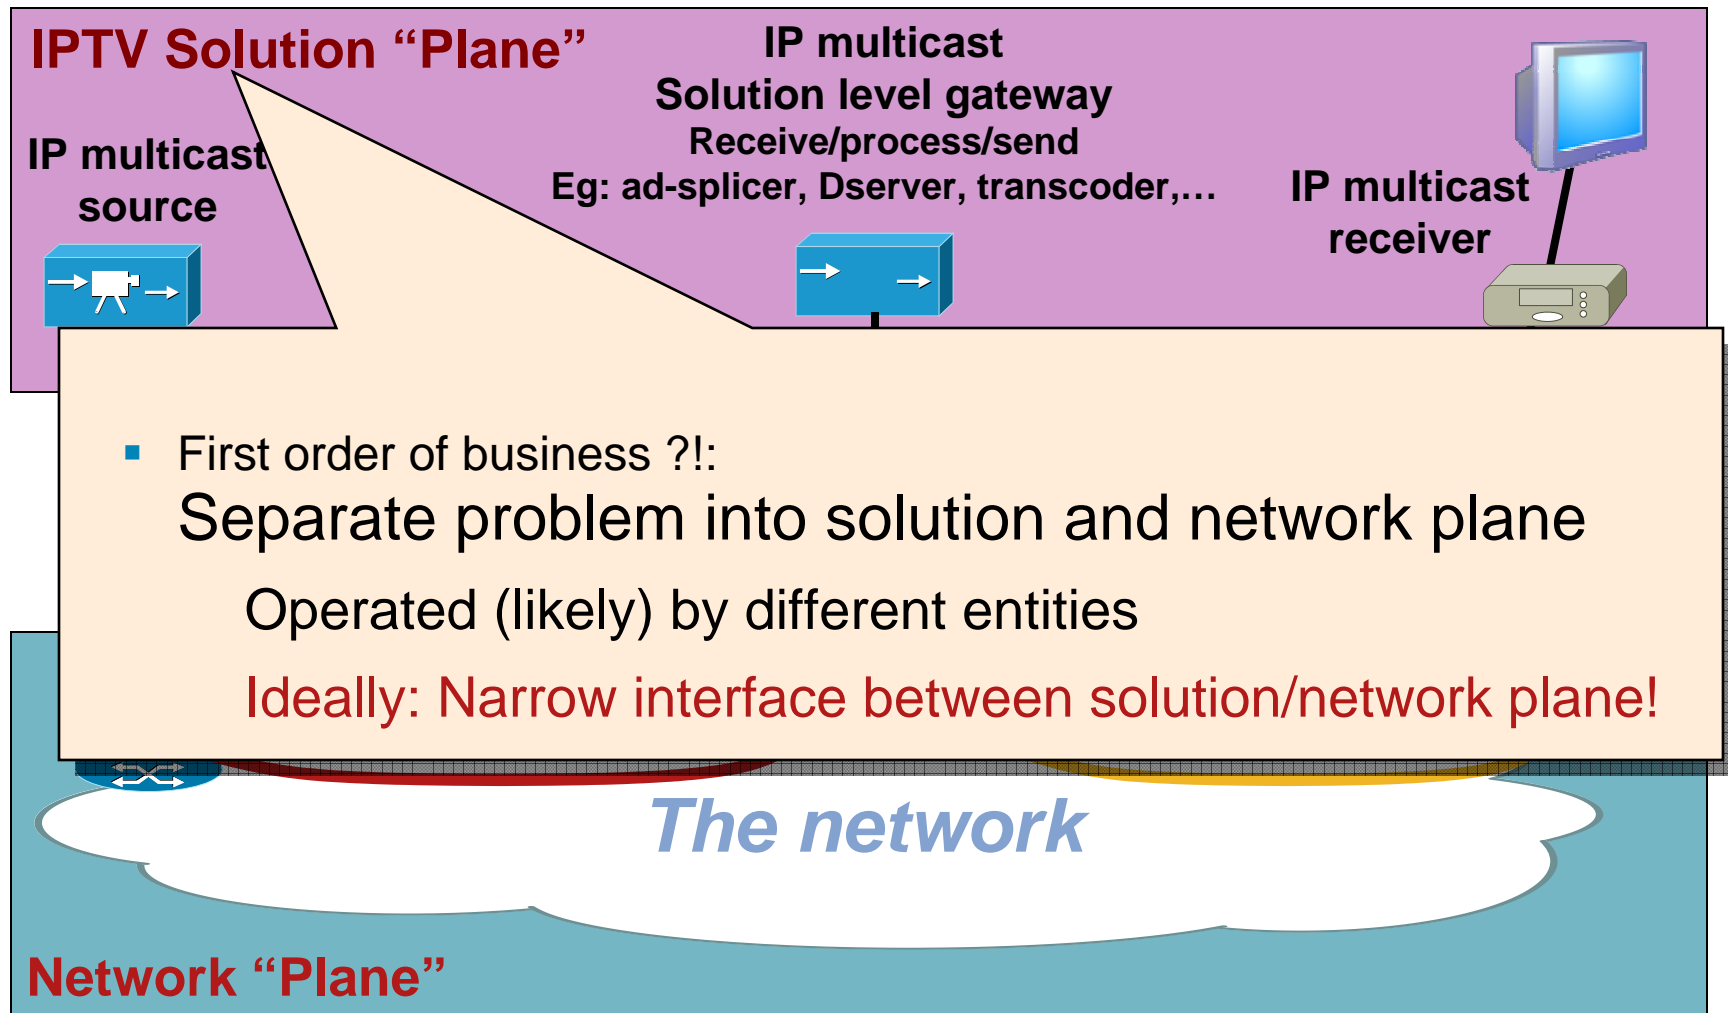 IPTV Solution “Plane”
IP multicast
Solution level gateway
Receive/process/send
Eg: ad-splicer, Dserver, transcoder,…
IP multicast
source
IP multicast
receiver
First order of business ?!:
Separate problem into solution and network plane
Operated (likely) by different entities
Ideally: Narrow interface between solution/network plane!
The network
Network “Plane”